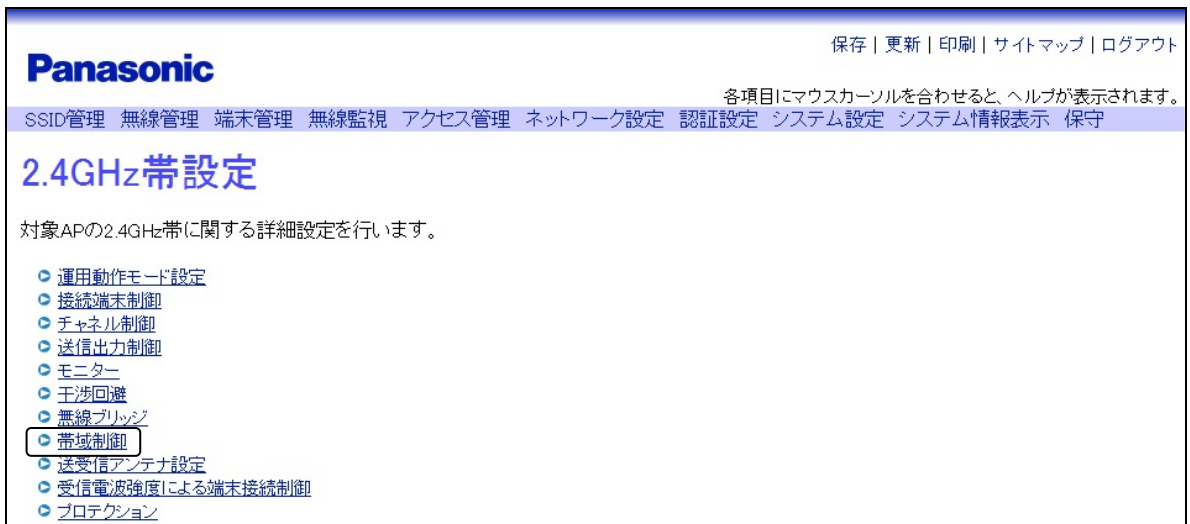 保存 | 更新 | 印刷 | サイトマップ | ログアウト
Panasonic
各項目にマウスカーソルを合わせると、ヘルプが表示されます。
SSID管理 無線管理 端末管理 無線監視 アクセス管理 ネットワーク設定 認証設定 システム設定 システム情報表示 保守
2.4GHz帯設定
対象APの2.4GHz帯に関する詳細設定を行います。
運用動作モード設定
接続端末制御
チャネル制御
送信出力制御
モニター
干渉回避
無線ブリッジ
帯域制御
送受信アンテナ設定
受信電波強度による端末接続制御
プロテクション